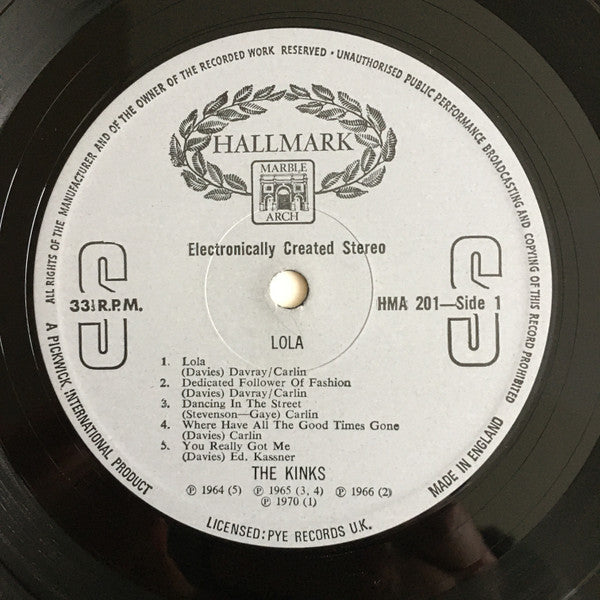 ALL RIGHTS OF THE MANUFACTURER AND OF THE OWNER OF THE RECORDED WORK RESERVED · UNAUTHORISED PUBLIC PERFORMANCE BROADCASTING AND COPYING OF THIS RECORD PROHIBITED
HALLMARK
MARBLE
ARCH
Electronically Created Stereo
33⅓ R.P.M.
HMA 201—Side 1
LOLA
1. Lola
(Davies) Davray/Carlin
2. Dedicated Follower Of Fashion
(Davies) Davray/Carlin
3. Dancing In The Street
(Stevenson—Gaye) Carlin
4. Where Have All The Good Times Gone
(Davies) Carlin
5. You Really Got Me
(Davies) Ed. Kassner
THE KINKS
℗ 1964 (5) ℗ 1965 (3, 4) ℗ 1966 (2)
℗ 1970 (1)
A PICKWICK INTERNATIONAL PRODUCT
LICENSED: PYE RECORDS U.K.
MADE IN ENGLAND